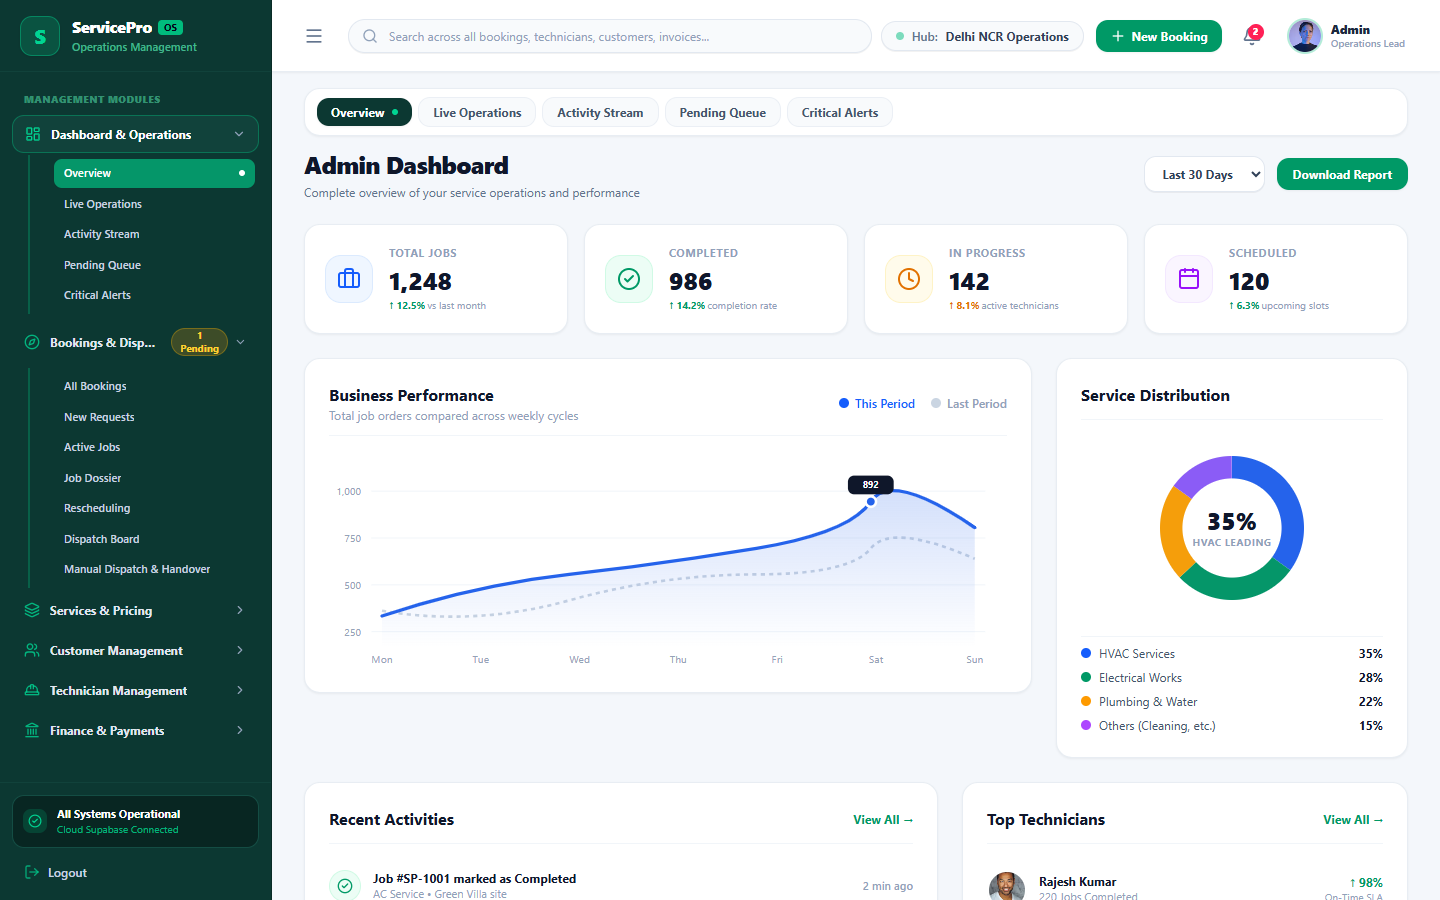 S
ServicePro OS
Operations Management
MANAGEMENT MODULES
Dashboard & Operations
Overview
Live Operations
Activity Stream
Pending Queue
Critical Alerts
Bookings & Disp...
1
Pending
All Bookings
New Requests
Active Jobs
Job Dossier
Rescheduling
Dispatch Board
Manual Dispatch & Handover
Services & Pricing
Customer Management
Technician Management
Finance & Payments
All Systems Operational
Cloud Supabase Connected
Logout
Search across all bookings, technicians, customers, invoices...
Hub: Delhi NCR Operations
New Booking
2
Admin
Operations Lead
Overview
Live Operations
Activity Stream
Pending Queue
Critical Alerts
Admin Dashboard
Complete overview of your service operations and performance
Last 30 Days
Download Report
TOTAL JOBS
1,248
↑ 12.5% vs last month
COMPLETED
986
↑ 14.2% completion rate
IN PROGRESS
142
↑ 8.1% active technicians
SCHEDULED
120
↑ 6.3% upcoming slots
Business Performance
Total job orders compared across weekly cycles
This Period
Last Period
892
1,000
750
500
250
Mon Tue Wed Thu Fri Sat Sun
Service Distribution
35%
HVAC LEADING
HVAC Services 35%
Electrical Works 28%
Plumbing & Water 22%
Others (Cleaning, etc.) 15%
Recent Activities
View All →
Job #SP-1001 marked as Completed
AC Service • Green Villa site
2 min ago
Top Technicians
View All →
Rajesh Kumar
220 Jobs Completed
↑ 98%
On-Time SLA